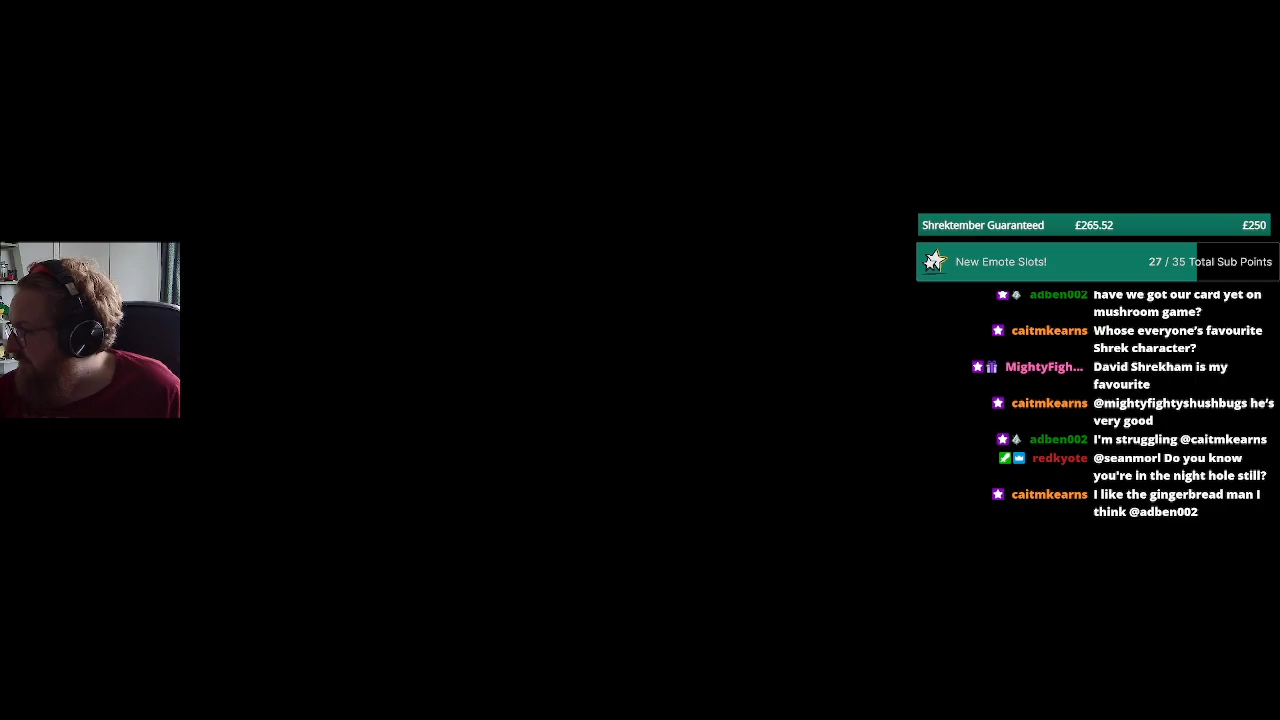 Shrektember Guaranteed £265.52 £250
New Emote Slots! 27 / 35 Total Sub Points
adben002 have we got our card yet on
mushroom game?
caitmkearns Whose everyone's favourite
Shrek character?
MightyFigh... David Shrekham is my
favourite
caitmkearns @mightyfightyshushbugs he's
very good
adben002 I'm struggling @caitmkearns
redkyote @seanmorl Do you know
you're in the night hole still?
caitmkearns I like the gingerbread man I
think @adben002